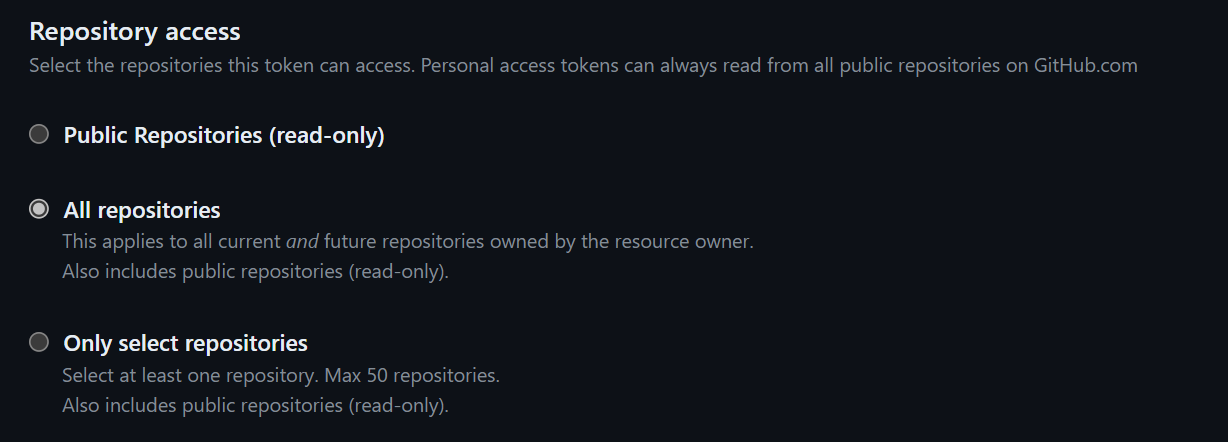 Repository access
Select the repositories this token can access. Personal access tokens can always read from all public repositories on GitHub.com
Public Repositories (read-only)
All repositories
This applies to all current and future repositories owned by the resource owner.
Also includes public repositories (read-only).
Only select repositories
Select at least one repository. Max 50 repositories.
Also includes public repositories (read-only).